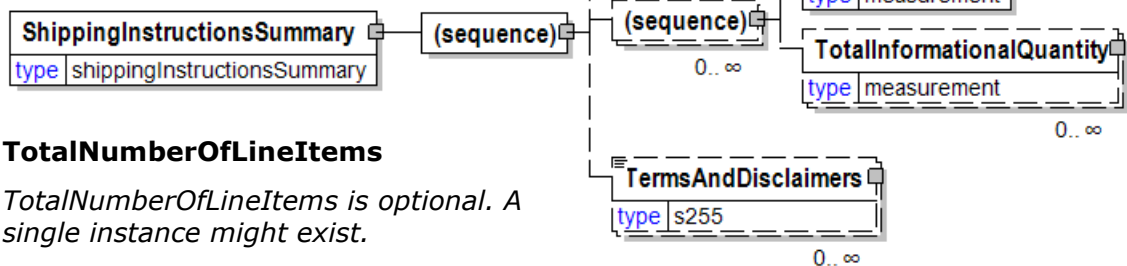 type measurement
ShippingInstructionsSummary
type shippingInstructionsSummary
(sequence)
(sequence)
0.. ∞
TotalInformationalQuantity
type measurement
0.. ∞
TotalNumberOfLineItems
TotalNumberOfLineItems is optional. A
single instance might exist.
TermsAndDisclaimers
type s255
0.. ∞